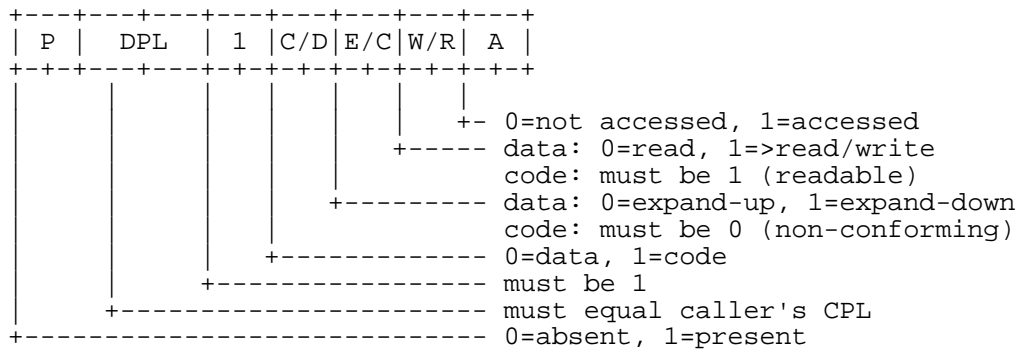 +---+---+---+---+---+---+---+---+
| P |  DPL  | 1 |C/D|E/C|W/R| A |
+-+-+---+---+-+-+-+-+-+-+-+-+-+-+
|     |     |   |   |   |   |
|     |     |   |   |   |   +- 0=not accessed, 1=accessed
|     |     |   |   |   +----- data: 0=read, 1=>read/write
|     |     |   |   |          code: must be 1 (readable)
|     |     |   |   +--------- data: 0=expand-up, 1=expand-down
|     |     |   |              code: must be 0 (non-conforming)
|     |     |   +------------- 0=data, 1=code
|     |     +----------------- must be 1
|     +----------------------- must equal caller's CPL
+----------------------------- 0=absent, 1=present